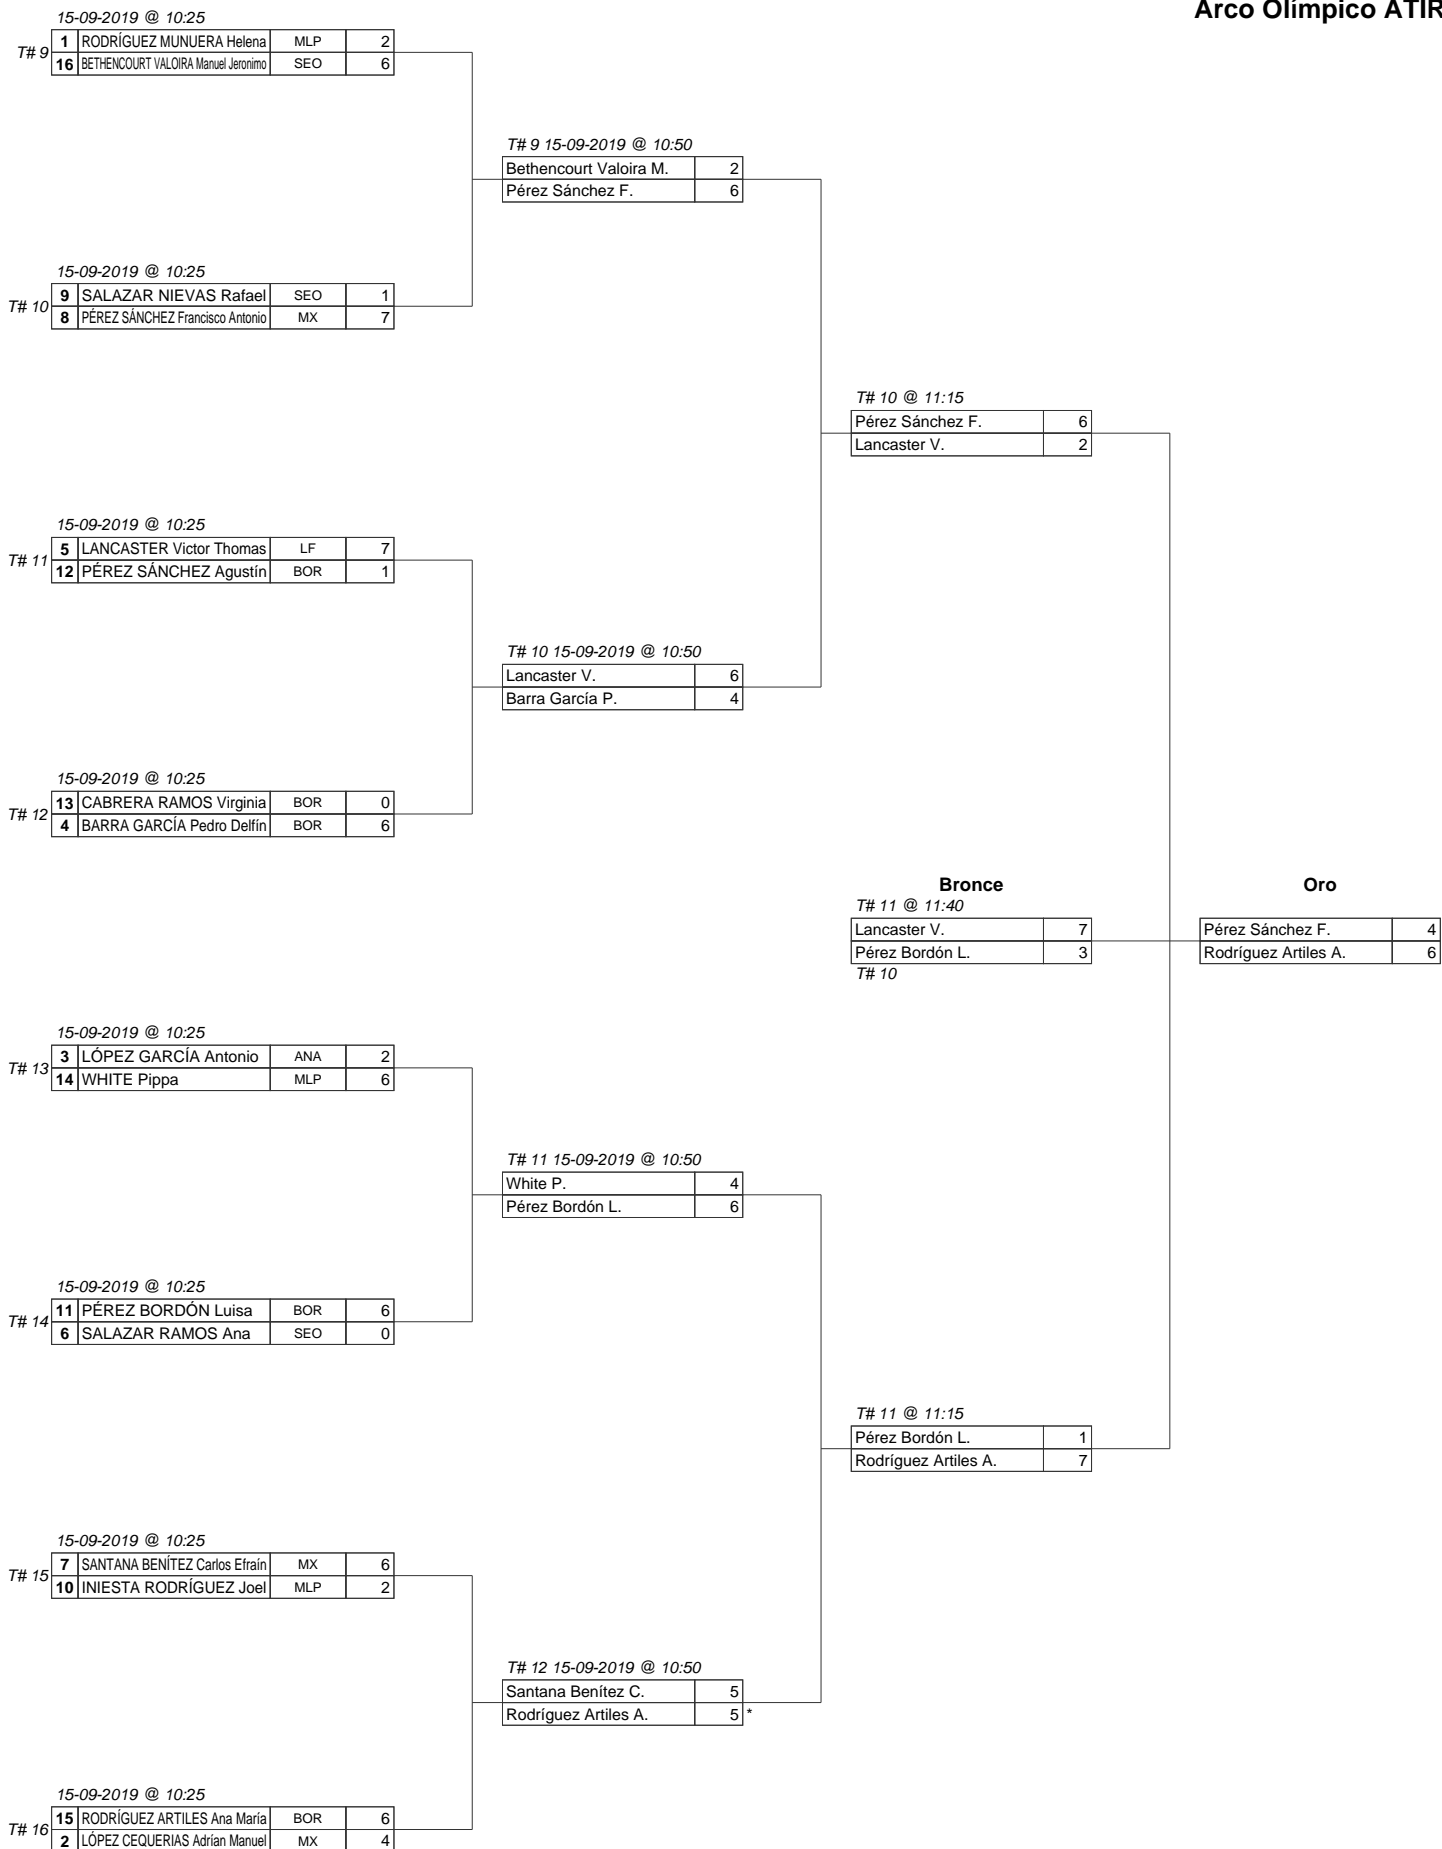 Arco Olímpico ATIR
15-09-2019 @ 10:25
T# 9
1 RODRÍGUEZ MUNUERA Helena MLP 2
16 BETHENCOURT VALOIRA Manuel Jeronimo SEO 6
T# 9 15-09-2019 @ 10:50
Bethencourt Valoira M. 2
Pérez Sánchez F. 6
15-09-2019 @ 10:25
T# 10
9 SALAZAR NIEVAS Rafael SEO 1
8 PÉREZ SÁNCHEZ Francisco Antonio MX 7
T# 10 @ 11:15
Pérez Sánchez F. 6
Lancaster V. 2
15-09-2019 @ 10:25
T# 11
5 LANCASTER Victor Thomas LF 7
12 PÉREZ SÁNCHEZ Agustín BOR 1
T# 10 15-09-2019 @ 10:50
Lancaster V. 6
Barra García P. 4
15-09-2019 @ 10:25
T# 12
13 CABRERA RAMOS Virginia BOR 0
4 BARRA GARCÍA Pedro Delfín BOR 6
Bronce
T# 11 @ 11:40
Lancaster V. 7
Pérez Bordón L. 3
T# 10
Oro
Pérez Sánchez F. 4
Rodríguez Artiles A. 6
15-09-2019 @ 10:25
T# 13
3 LÓPEZ GARCÍA Antonio ANA 2
14 WHITE Pippa MLP 6
T# 11 15-09-2019 @ 10:50
White P. 4
Pérez Bordón L. 6
15-09-2019 @ 10:25
T# 14
11 PÉREZ BORDÓN Luisa BOR 6
6 SALAZAR RAMOS Ana SEO 0
T# 11 @ 11:15
Pérez Bordón L. 1
Rodríguez Artiles A. 7
15-09-2019 @ 10:25
T# 15
7 SANTANA BENÍTEZ Carlos Efraín MX 6
10 INIESTA RODRÍGUEZ Joel MLP 2
T# 12 15-09-2019 @ 10:50
Santana Benítez C. 5
Rodríguez Artiles A. 5 *
15-09-2019 @ 10:25
T# 16
15 RODRÍGUEZ ARTILES Ana María BOR 6
2 LÓPEZ CEQUERIAS Adrían Manuel MX 4